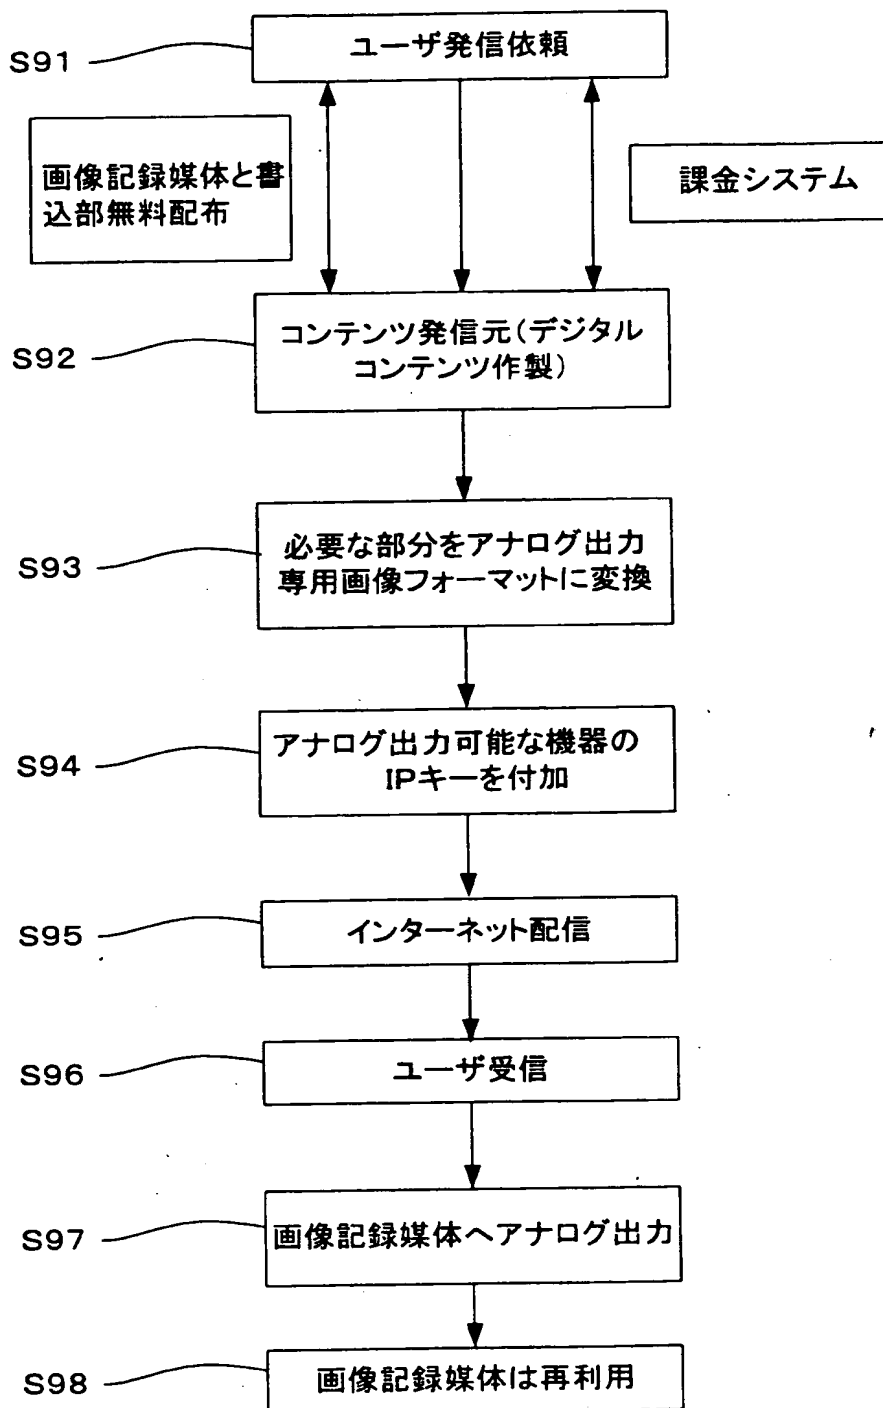 S91
ユーザ発信依頼
画像記録媒体と書
込部無料配布
課金システム
S92
コンテンツ発信元(デジタル
コンテンツ作製)
S93
必要な部分をアナログ出力
専用画像フォーマットに変換
S94
アナログ出力可能な機器の
IPキーを付加
S95
インターネット配信
S96
ユーザ受信
S97
画像記録媒体へアナログ出力
S98
画像記録媒体は再利用